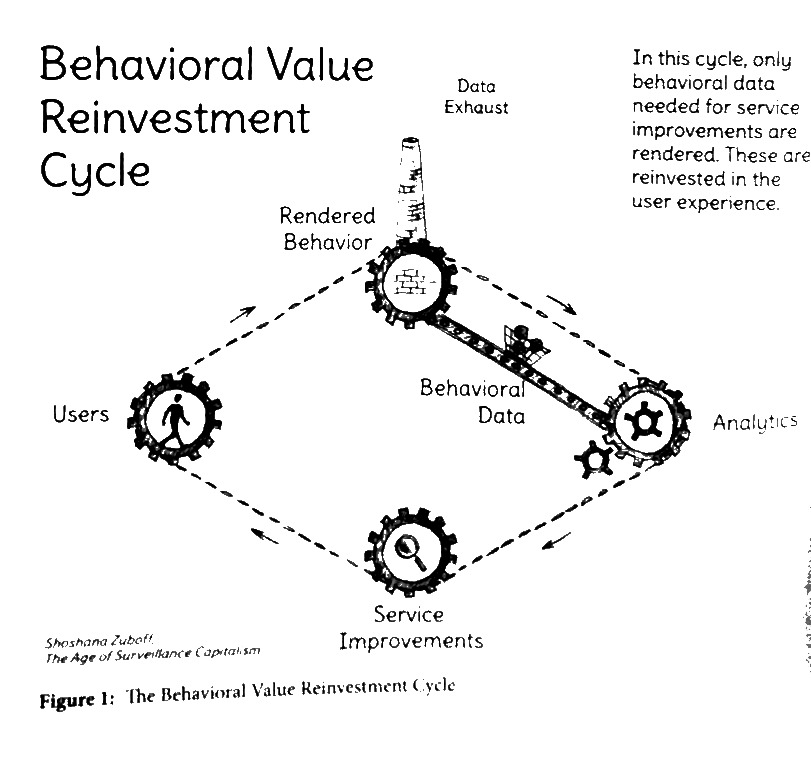 Behavioral Value
Reinvestment
Cycle
Data
Exhaust
In this cycle, only
behavioral data
needed for service
improvements are
rendered. These are
reinvested in the
user experience.
Rendered
Behavior
Behavioral
Data
Users
Analytics
Service
Improvements
Shoshana Zuboff,
The Age of Surveillance Capitalism
Figure 1: The Behavioral Value Reinvestment Cycle